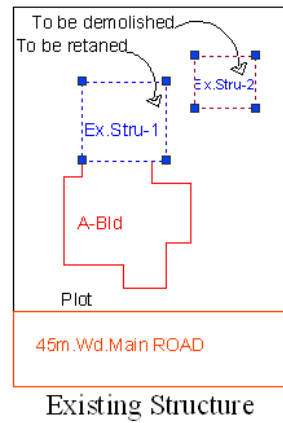 To be demolished
To be retaned
Ex.Stru-1
Ex.Stru-2
A-Bld
Plot
45m.Wd.Main ROAD
Existing Structure